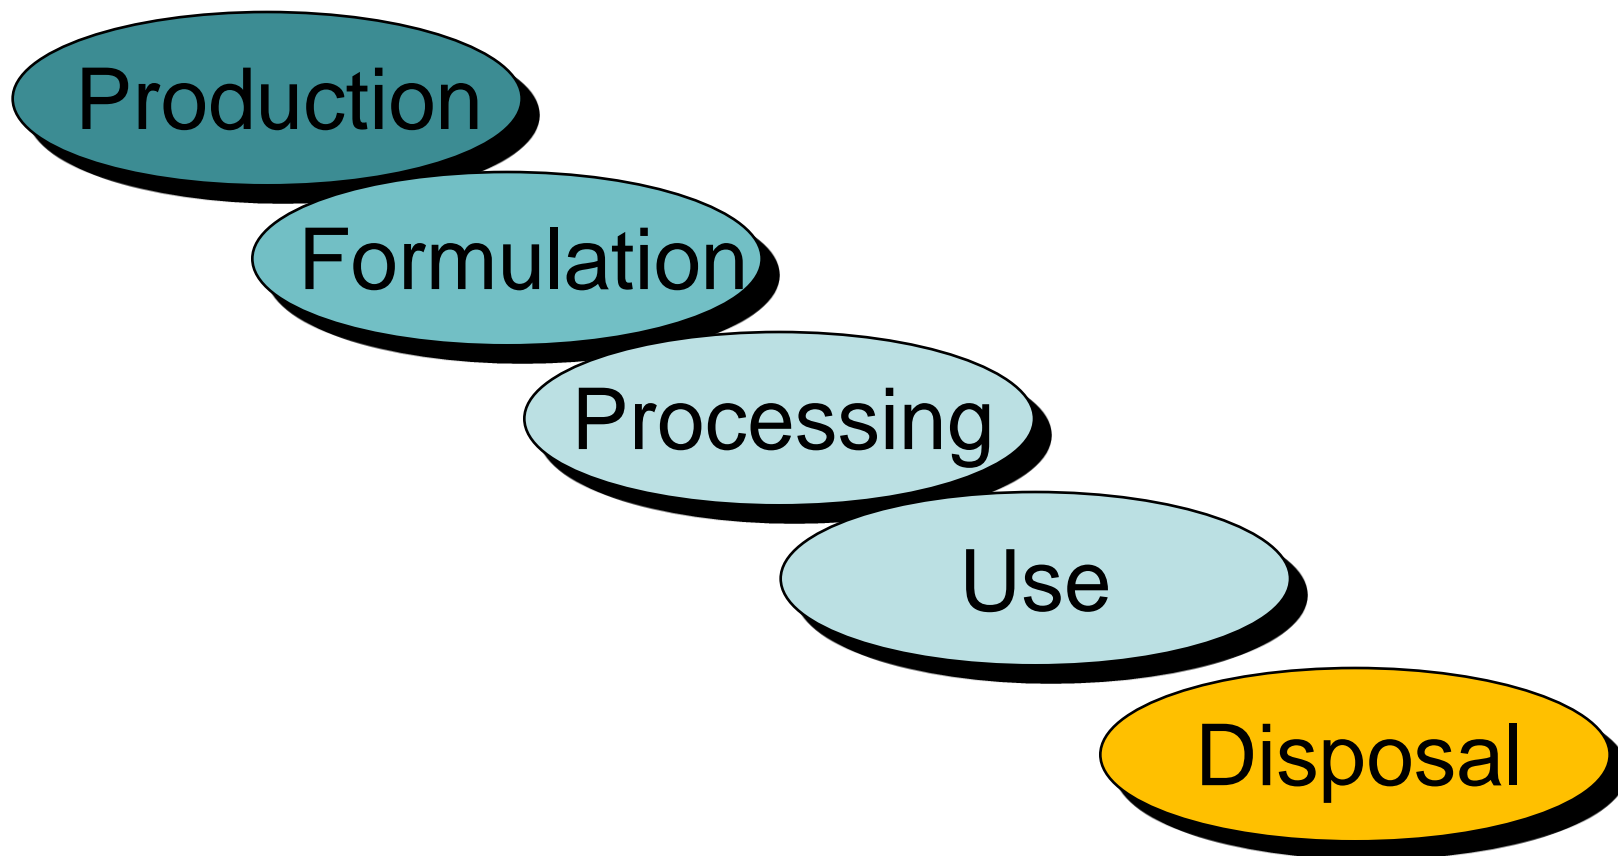 Production
Formulation
Processing
Use
Disposal